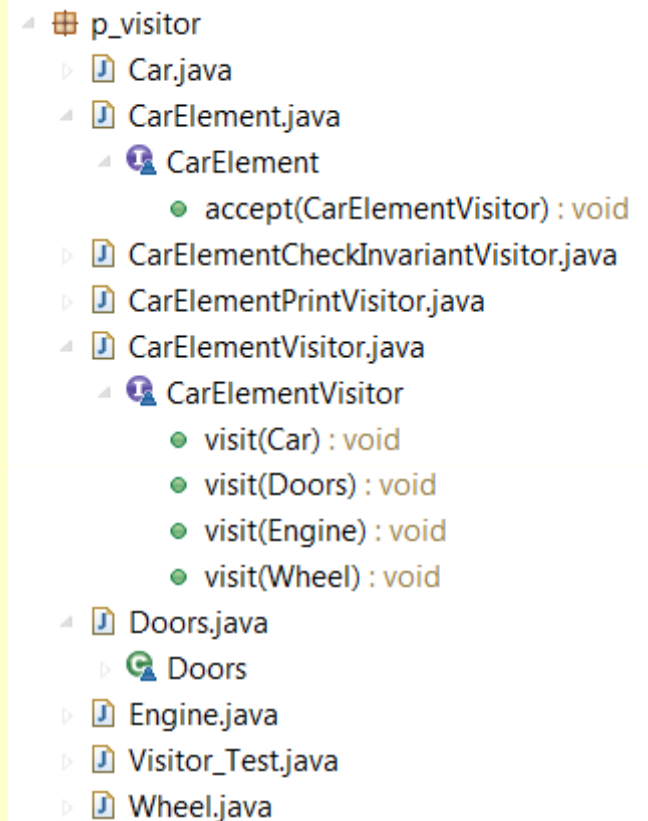 p_visitor
Car.java
CarElement.java
CarElement
accept(CarElementVisitor) : void
CarElementCheckInvariantVisitor.java
CarElementPrintVisitor.java
CarElementVisitor.java
CarElementVisitor
visit(Car) : void
visit(Doors) : void
visit(Engine) : void
visit(Wheel) : void
Doors.java
Doors
Engine.java
Visitor_Test.java
Wheel.java